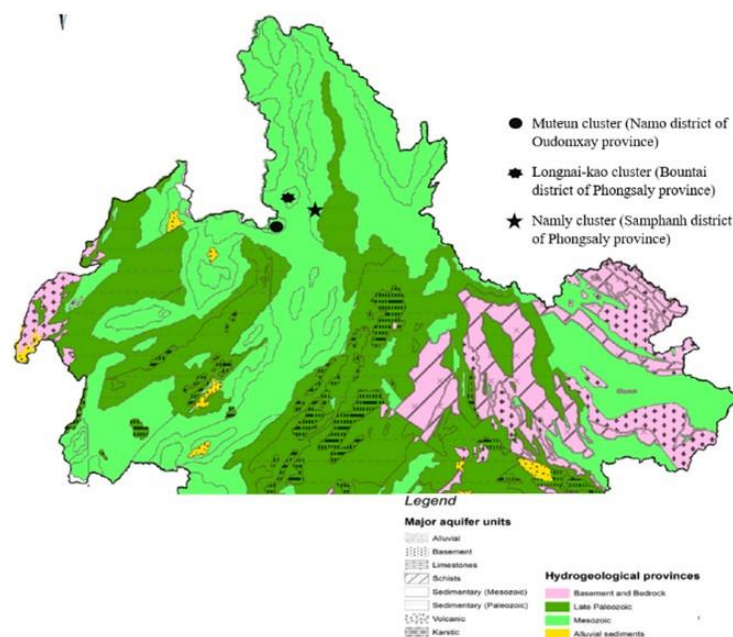 Muteun cluster (Namo district of
Oudomxay province)
Longnai-kao cluster (Bountai
district of Phongsaly province)
Namly cluster (Samphanh district
of Phongsaly province)
Legend
Major aquifer units
Alluvial
Basement
Limestones
Schists
Sedimentary (Mesozoic)
Sedimentary (Paleozoic)
Volcanic
Karstic
Hydrogeological provinces
Basement and Bedrock
Late Paleozoic
Mesozoic
Alluvial sediments